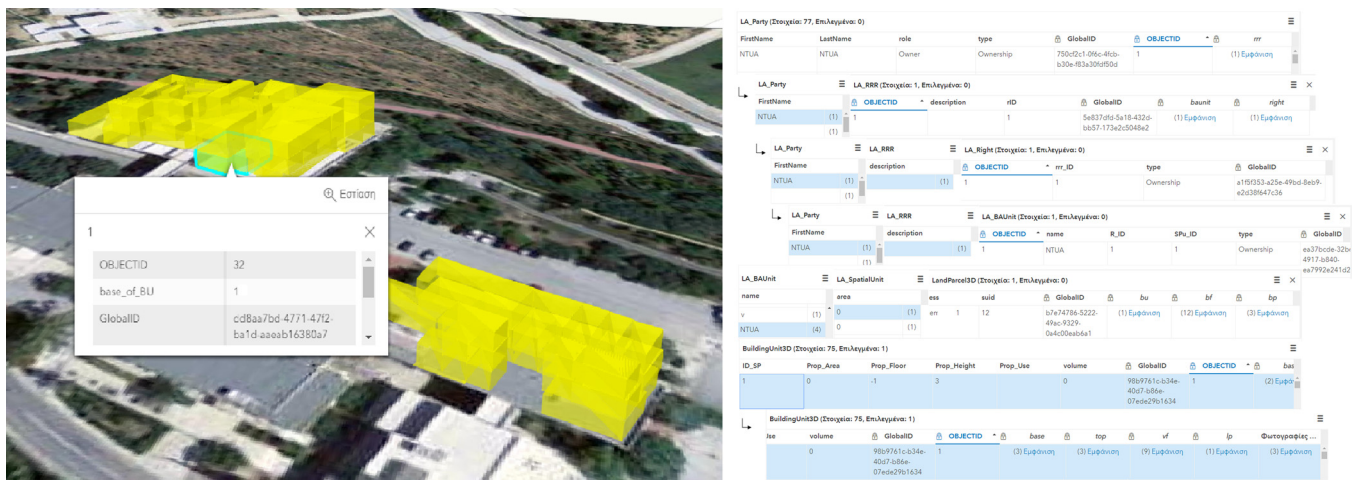 Εστίαση
1
OBJECTID 32
base_of_BU 1
GlobalID cd8aa7bd-4771-47f2-
ba1d-aaeab16380a7
LA_Party (Στοιχεία: 77, Επιλεγμένα: 0)
FirstName LastName role type GlobalID OBJECTID rrr
NTUA NTUA Owner Ownership 750cf2c1-0f6c-4fcb- 1 (1) Εμφάνιση
b30e-f83a30fdf50d
LA_Party LA_RRR (Στοιχεία: 1, Επιλεγμένα: 0)
FirstName OBJECTID description rID GlobalID baunit right
NTUA (1) 1 1 5e837dfd-5a18-432d- (1) Εμφάνιση (1) Εμφάνιση
(1) bb57-173e2c5048e2
LA_Party LA_RRR LA_Right (Στοιχεία: 1, Επιλεγμένα: 0)
FirstName description OBJECTID rrr_ID type GlobalID
NTUA (1) (1) 1 1 Ownership a1f5f353-a25e-49bd-8eb9-
(1) e2d38f647c36
LA_Party LA_RRR LA_BAUnit (Στοιχεία: 1, Επιλεγμένα: 0)
FirstName description OBJECTID name R_ID SPu_ID type GlobalID
NTUA (1) (1) 1 NTUA 1 1 Ownership ea37bcde-32be
(1) 4917-b840-
ea7992e241d2
LA_BAUnit LA_SpatialUnit LandParcel3D (Στοιχεία: 1, Επιλεγμένα: 0)
name area ess suid GlobalID bu bf bp
v (1) 0 (1) en 1 12 b7e74786-5222- (1) Εμφάνιση (12) Εμφάνιση (3) Εμφάνιση
NTUA (4) 0 (1) 49ac-9329-
0a4c00eab6a1
BuildingUnit3D (Στοιχεία: 75, Επιλεγμένα: 1)
ID_SP Prop_Area Prop_Floor Prop_Height Prop_Use volume GlobalID OBJECTID bas
1 0 -1 3 0 98b9761c-b34e- 1 (2) Εμφάν
40d7-b86e-
07ede29b1634
BuildingUnit3D (Στοιχεία: 75, Επιλεγμένα: 1)
Jse volume GlobalID OBJECTID base top vf lp Φωτογραφίες ...
0 98b9761c-b34e- 1 (3) Εμφάνιση (3) Εμφάνιση (9) Εμφάνιση (1) Εμφάνιση (3) Εμφάνιση
40d7-b86e-
07ede29b1634